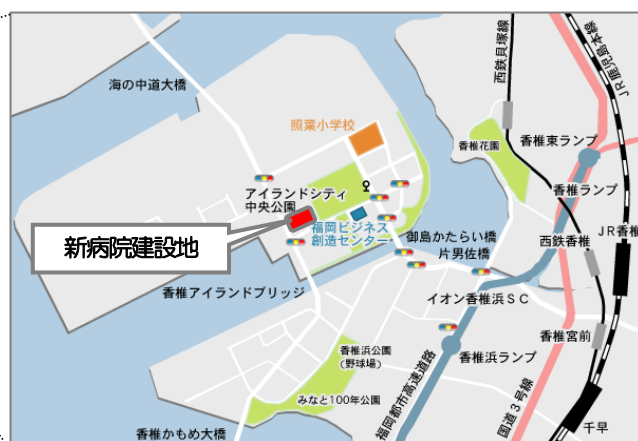 海の中道大橋
照葉小学校
西鉄貝塚線
JR鹿児島本線
香椎花園
香椎東ランプ
香椎ランプ
アイランドシティ
中央公園
福岡ビジネス
創造センター
新病院建設地
御島かたらい橋
片男佐橋
西鉄香椎
JR香椎
香椎アイランドブリッジ
イオン香椎浜SC
香椎宮前
香椎浜公園
(野球場)
香椎浜ランプ
みなと100年公園
福岡都市高速道路
国道3号線
香椎かもめ大橋
千早